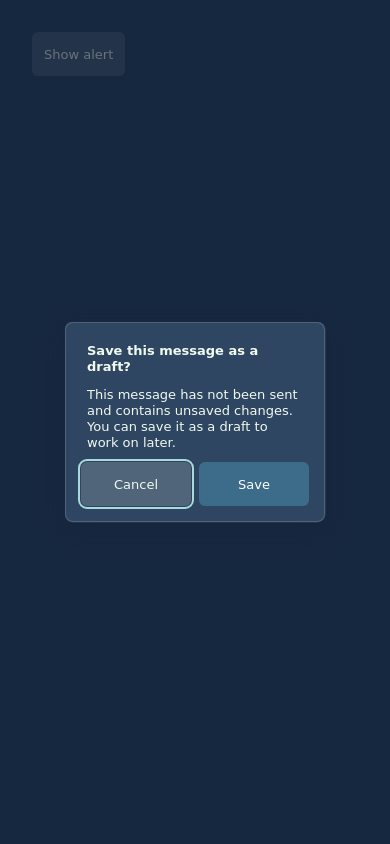 Show alert
Save this message as a
draft?
This message has not been sent
and contains unsaved changes.
You can save it as a draft to
work on later.
Cancel
Save